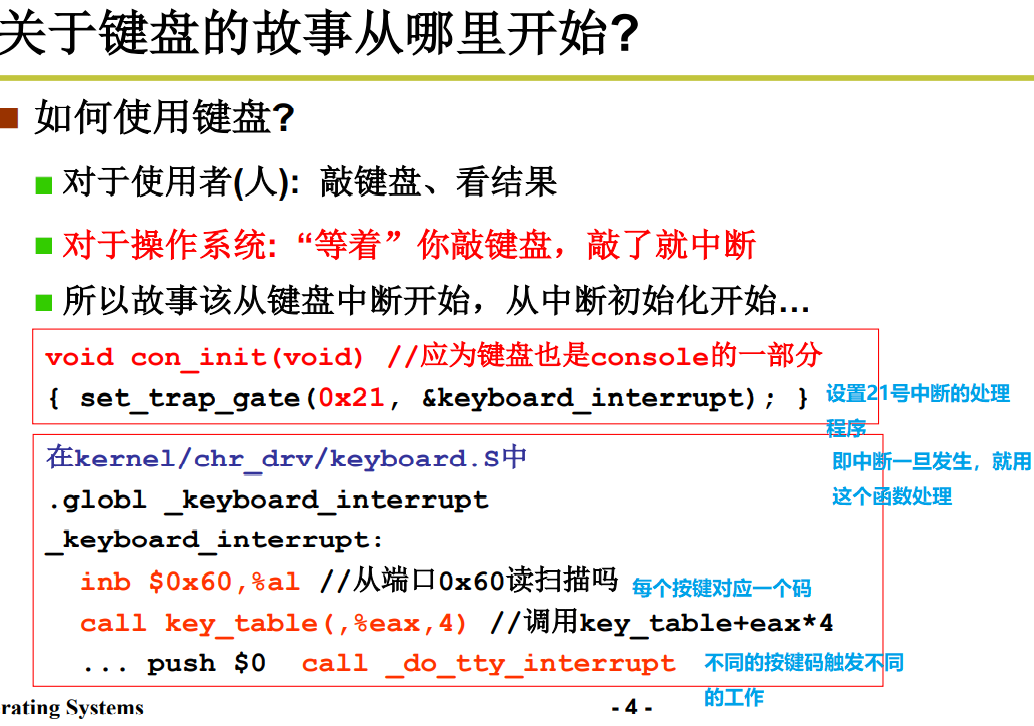 关于键盘的故事从哪里开始?
如何使用键盘?
对于使用者(人): 敲键盘、看结果
对于操作系统: “等着”你敲键盘，敲了就中断
所以故事该从键盘中断开始，从中断初始化开始...
void con_init(void) //应为键盘也是console的一部分
{ set_trap_gate(0x21, &keyboard_interrupt); }
设置21号中断的处理
程序
在kernel/chr_drv/keyboard.S中
即中断一旦发生，就用
这个函数处理
.globl _keyboard_interrupt
_keyboard_interrupt:
inb $0x60,%al //从端口0x60读扫描吗
每个按键对应一个码
call key_table(,%eax,4) //调用key_table+eax*4
... push $0 call _do_tty_interrupt
不同的按键码触发不同
的工作
rating Systems
- 4 -